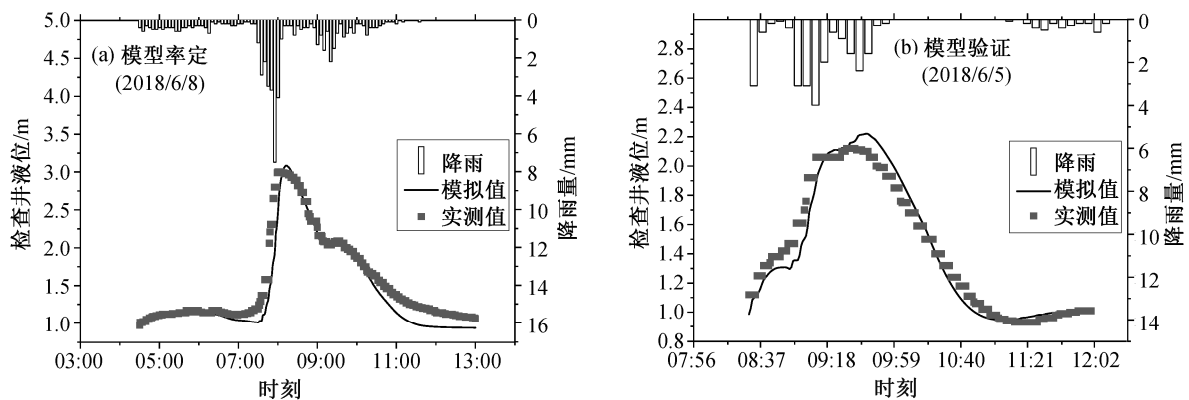 (a) 模型率定
(2018/6/8)
检查井液位/m
5.0
4.5
4.0
3.5
3.0
2.5
2.0
1.5
1.0
03:00 05:00 07:00 09:00 11:00 13:00
时刻
0
2
4
6
8
10
12
14
16
降雨量/mm
降雨
模拟值
实测值
(b) 模型验证
(2018/6/5)
检查井液位/m
2.8
2.6
2.4
2.2
2.0
1.8
1.6
1.4
1.2
1.0
0.8
07:56 08:37 09:18 09:59 10:40 11:21 12:02
时刻
0
2
4
6
8
10
12
14
降雨量/mm
降雨
模拟值
实测值